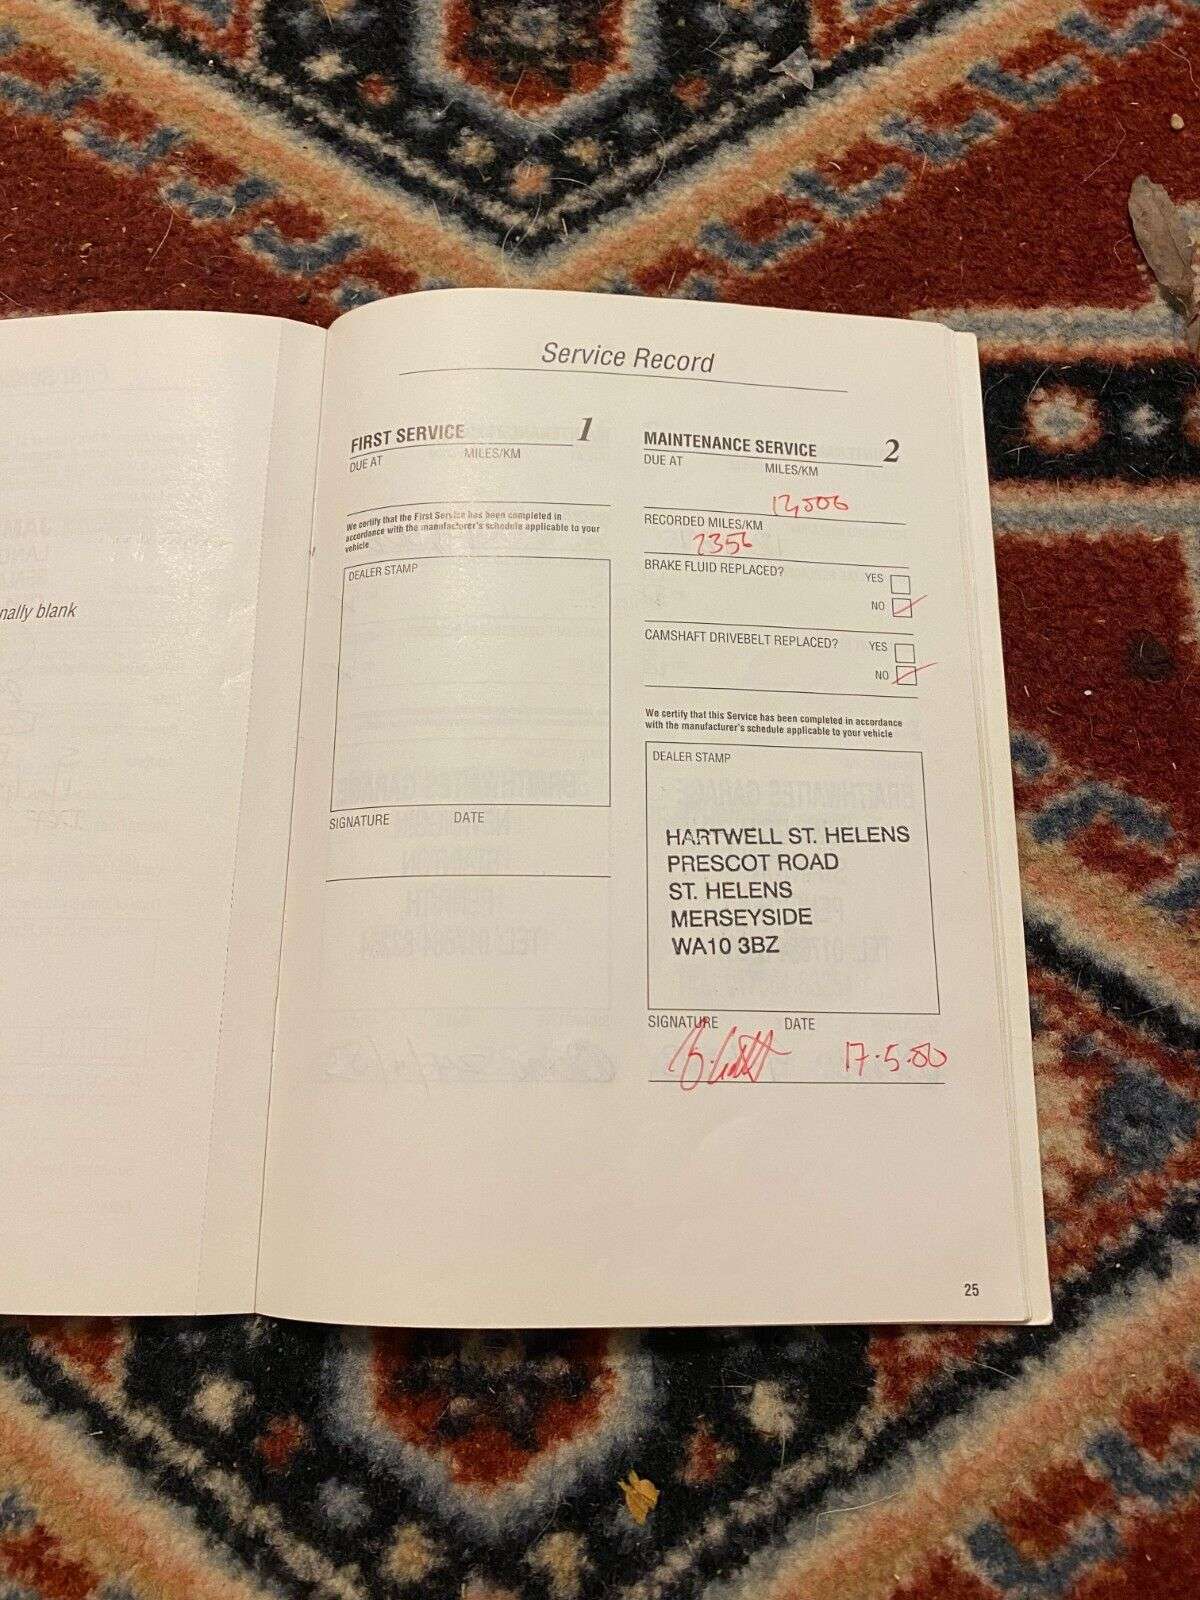 nally blank
Service Record
FIRST SERVICE 1
DUE AT MILES/KM
We certify that the First Service has been completed in
accordance with the manufacturer's schedule applicable to your
vehicle
DEALER STAMP
SIGNATURE DATE
MAINTENANCE SERVICE 2
DUE AT MILES/KM
12,000
RECORDED MILES/KM
2356
BRAKE FLUID REPLACED? YES
NO
CAMSHAFT DRIVEBELT REPLACED? YES
NO
We certify that this Service has been completed in accordance
with the manufacturer's schedule applicable to your vehicle
DEALER STAMP
HARTWELL ST. HELENS
PRESCOT ROAD
ST. HELENS
MERSEYSIDE
WA10 3BZ
SIGNATURE DATE
17.5.00
25